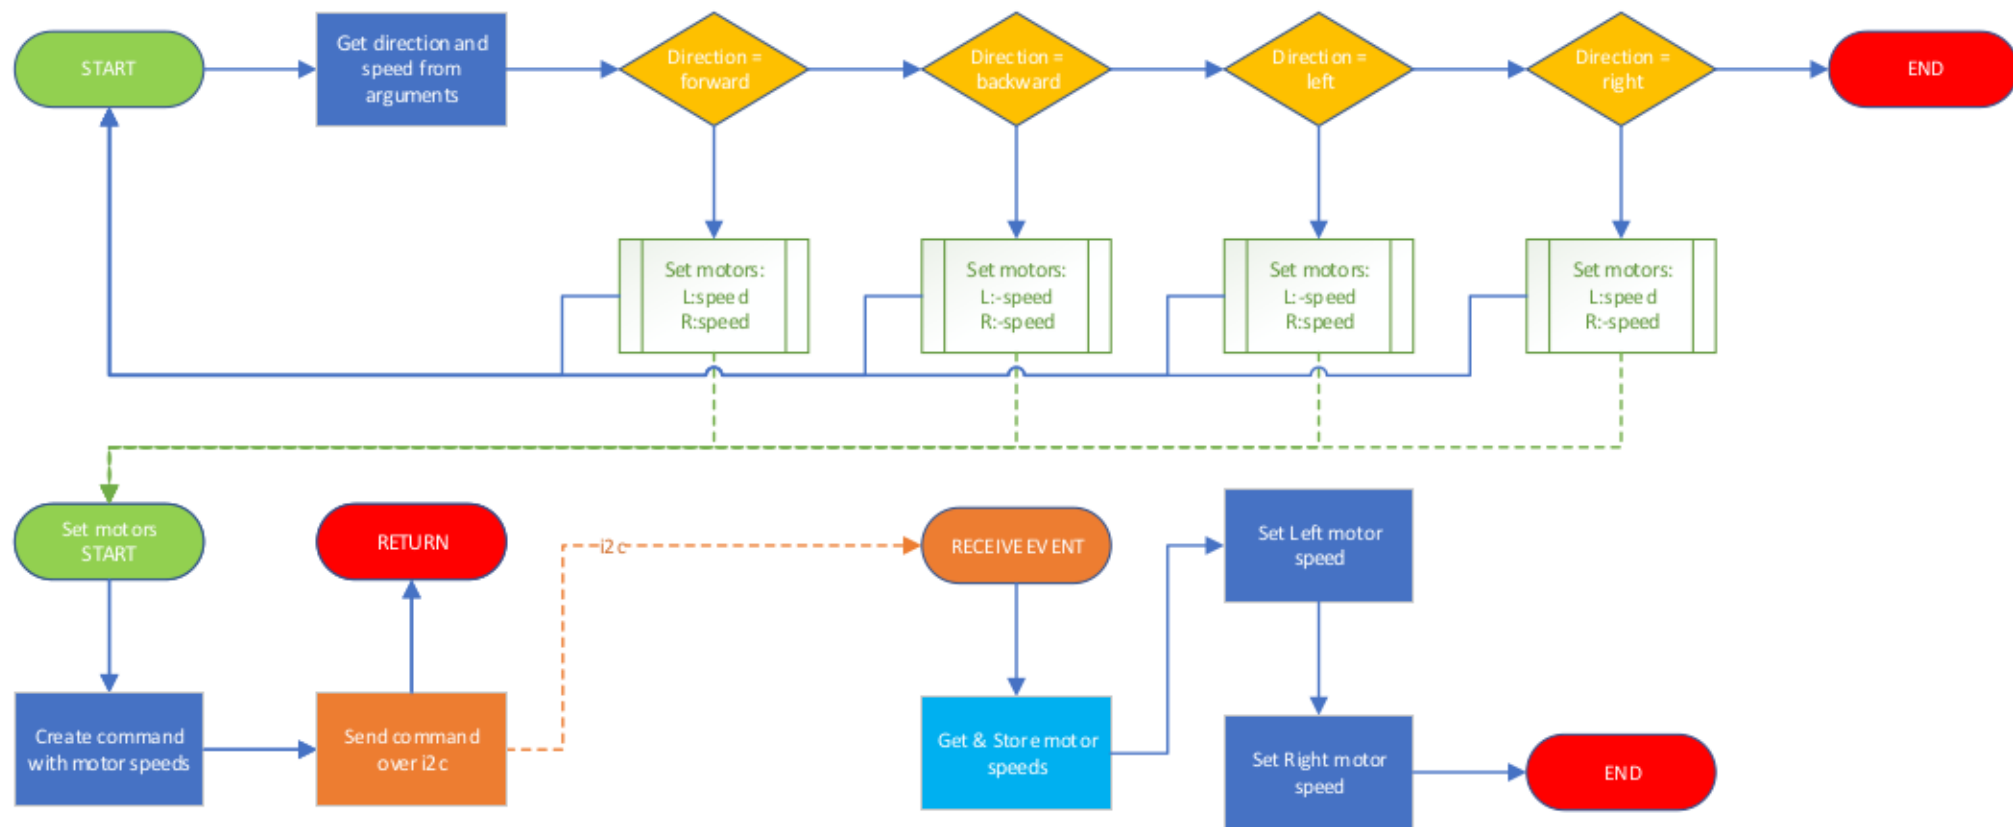 START
Get direction and
speed from
arguments
Direction =
forward
Direction =
backward
Direction =
left
Direction =
right
END
Set motors:
L:speed
R:speed
Set motors:
L:-speed
R:-speed
Set motors:
L:-speed
R:speed
Set motors:
L:speed
R:-speed
Set motors
START
RETURN
i2c
RECEIVE EVENT
Set Left motor
speed
Create command
with motor speeds
Send command
over i2c
Get & Store motor
speeds
Set Right motor
speed
END